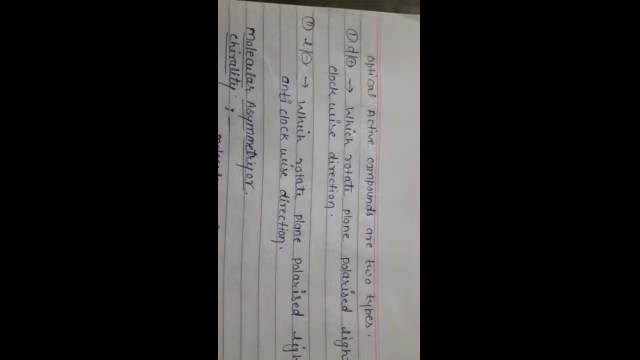 optical Active compounds are two types.
① d/⊕ → Which rotate plane polarised ligh
clock wise direction.
② l/⊖ → Which rotate plane polarised ligh
anti clock wise direction.
Molecular Asymmetry or
chirality :-